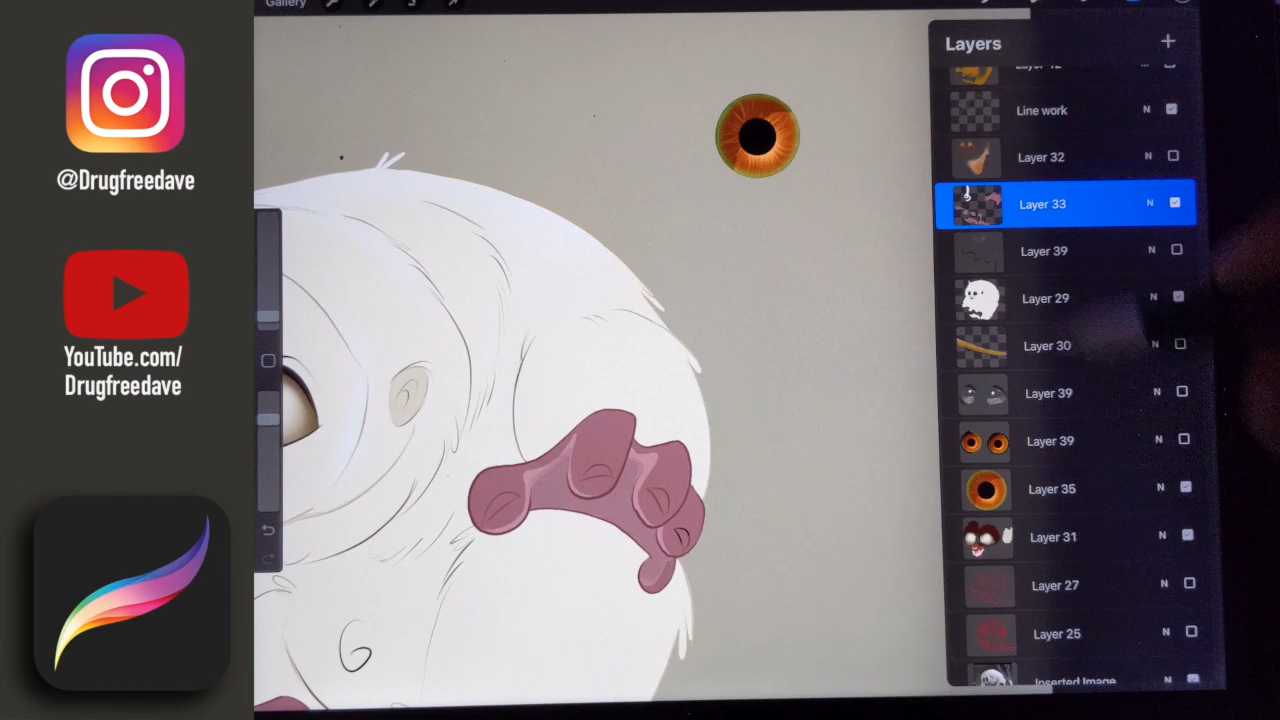 @Drugfreedave
YouTube.com/
Drugfreedave
Gallery
Layers
Line work N
Layer 32 N
Layer 33 N
Layer 39 N
Layer 29 N
Layer 30 N
Layer 39 N
Layer 39 N
Layer 35 N
Layer 31 N
Layer 27 N
Layer 25 N
Inserted Image N